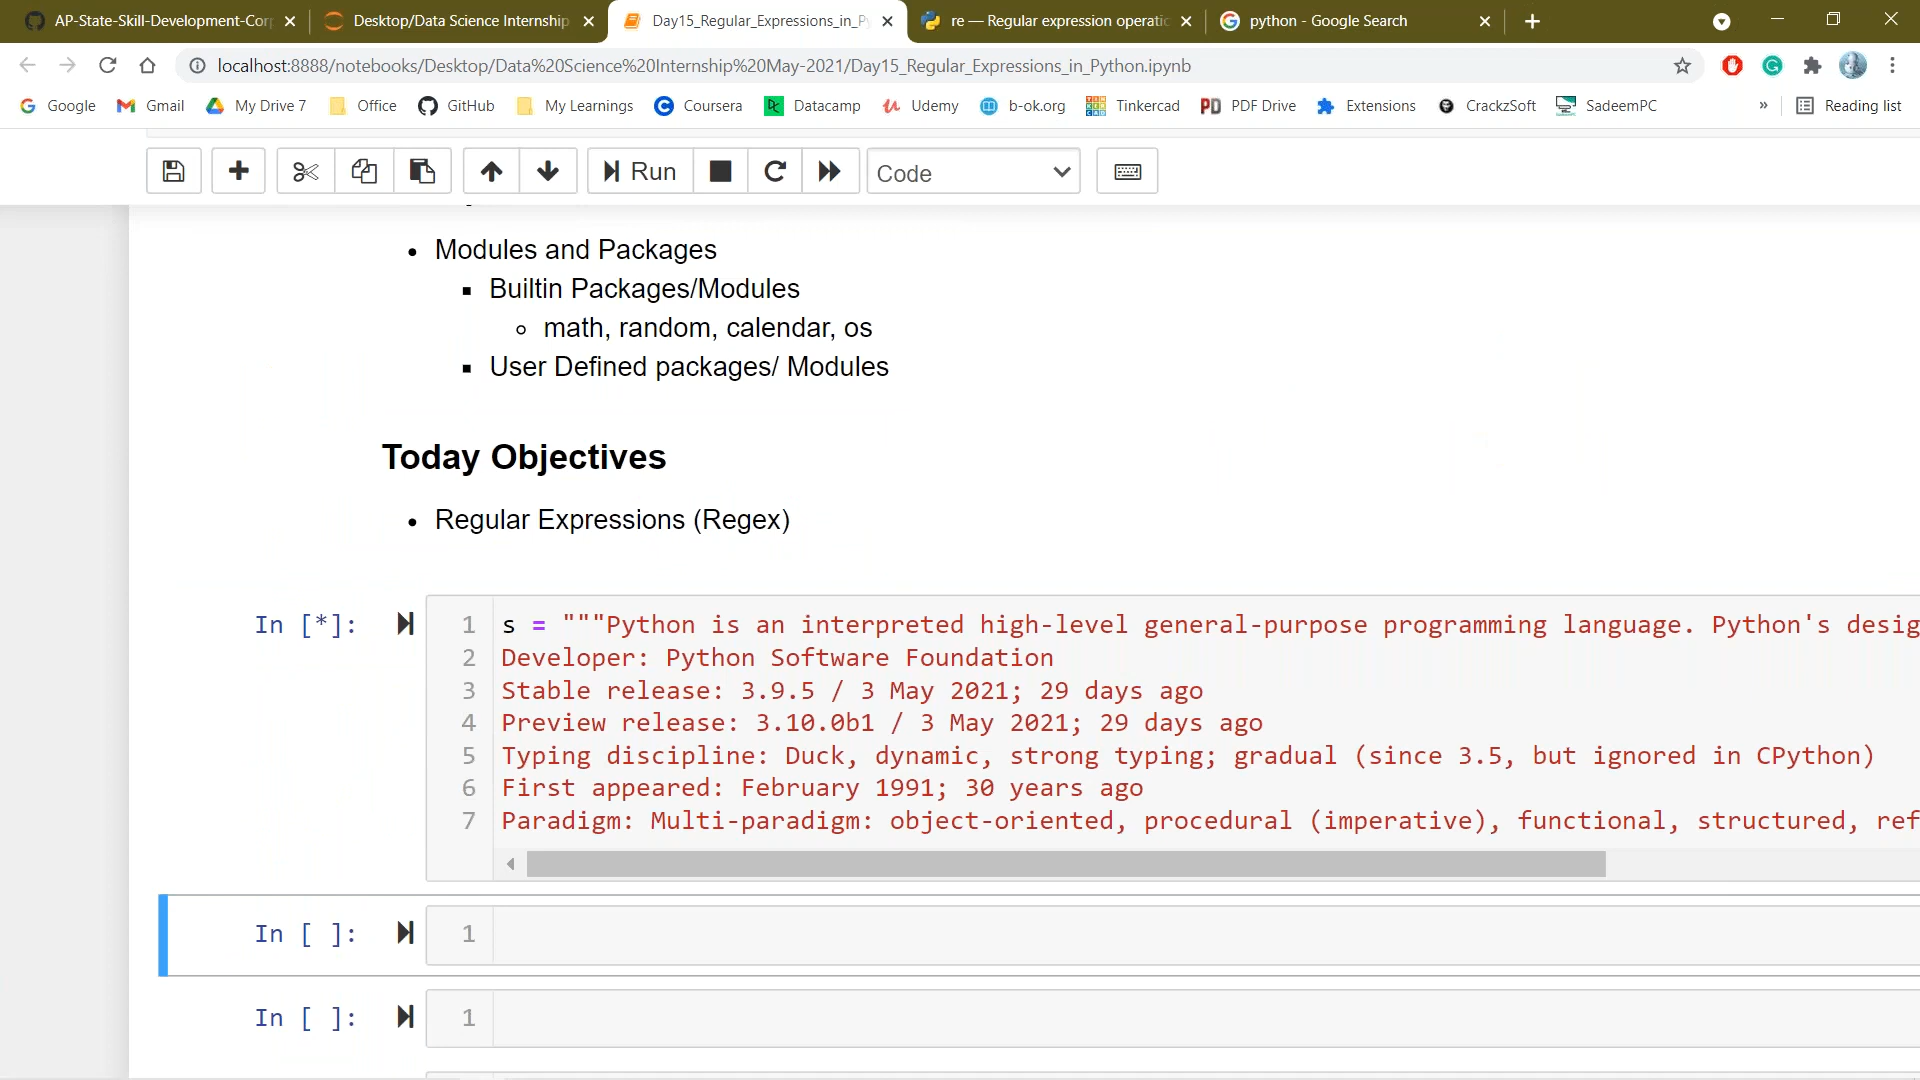 AP-State-Skill-Development-Cor
Desktop/Data Science Internship
Day15_Regular_Expressions_in_P
re — Regular expression operatic
python - Google Search
localhost:8888/notebooks/Desktop/Data%20Science%20Internship%20May-2021/Day15_Regular_Expressions_in_Python.ipynb
Google
Gmail
My Drive 7
Office
GitHub
My Learnings
Coursera
Datacamp
Udemy
b-ok.org
Tinkercad
PDF Drive
Extensions
CrackzSoft
SadeemPC
»
Reading list
Run
Code
• Modules and Packages
▪ Builtin Packages/Modules
◦ math, random, calendar, os
▪ User Defined packages/ Modules
Today Objectives
• Regular Expressions (Regex)
In [*]:
1 s = """Python is an interpreted high-level general-purpose programming language. Python's desig
2 Developer: Python Software Foundation
3 Stable release: 3.9.5 / 3 May 2021; 29 days ago
4 Preview release: 3.10.0b1 / 3 May 2021; 29 days ago
5 Typing discipline: Duck, dynamic, strong typing; gradual (since 3.5, but ignored in CPython)
6 First appeared: February 1991; 30 years ago
7 Paradigm: Multi-paradigm: object-oriented, procedural (imperative), functional, structured, ref
In [ ]: 1
In [ ]: 1